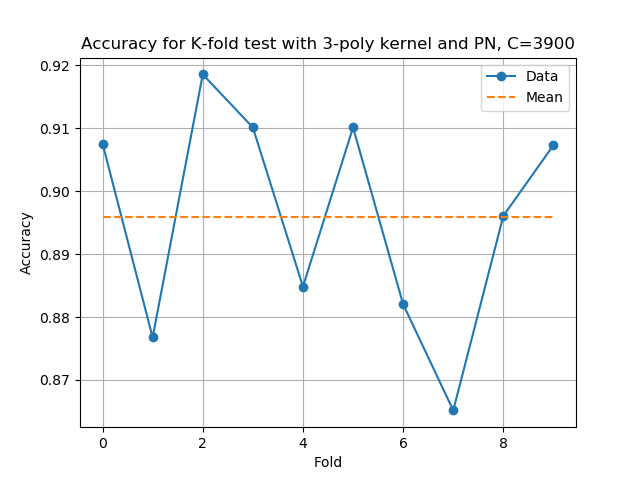 Accuracy for K-fold test with 3-poly kernel and PN, C=3900
Data
Mean
0.92
0.91
0.90
0.89
0.88
0.87
Accuracy
0
2
4
6
8
Fold